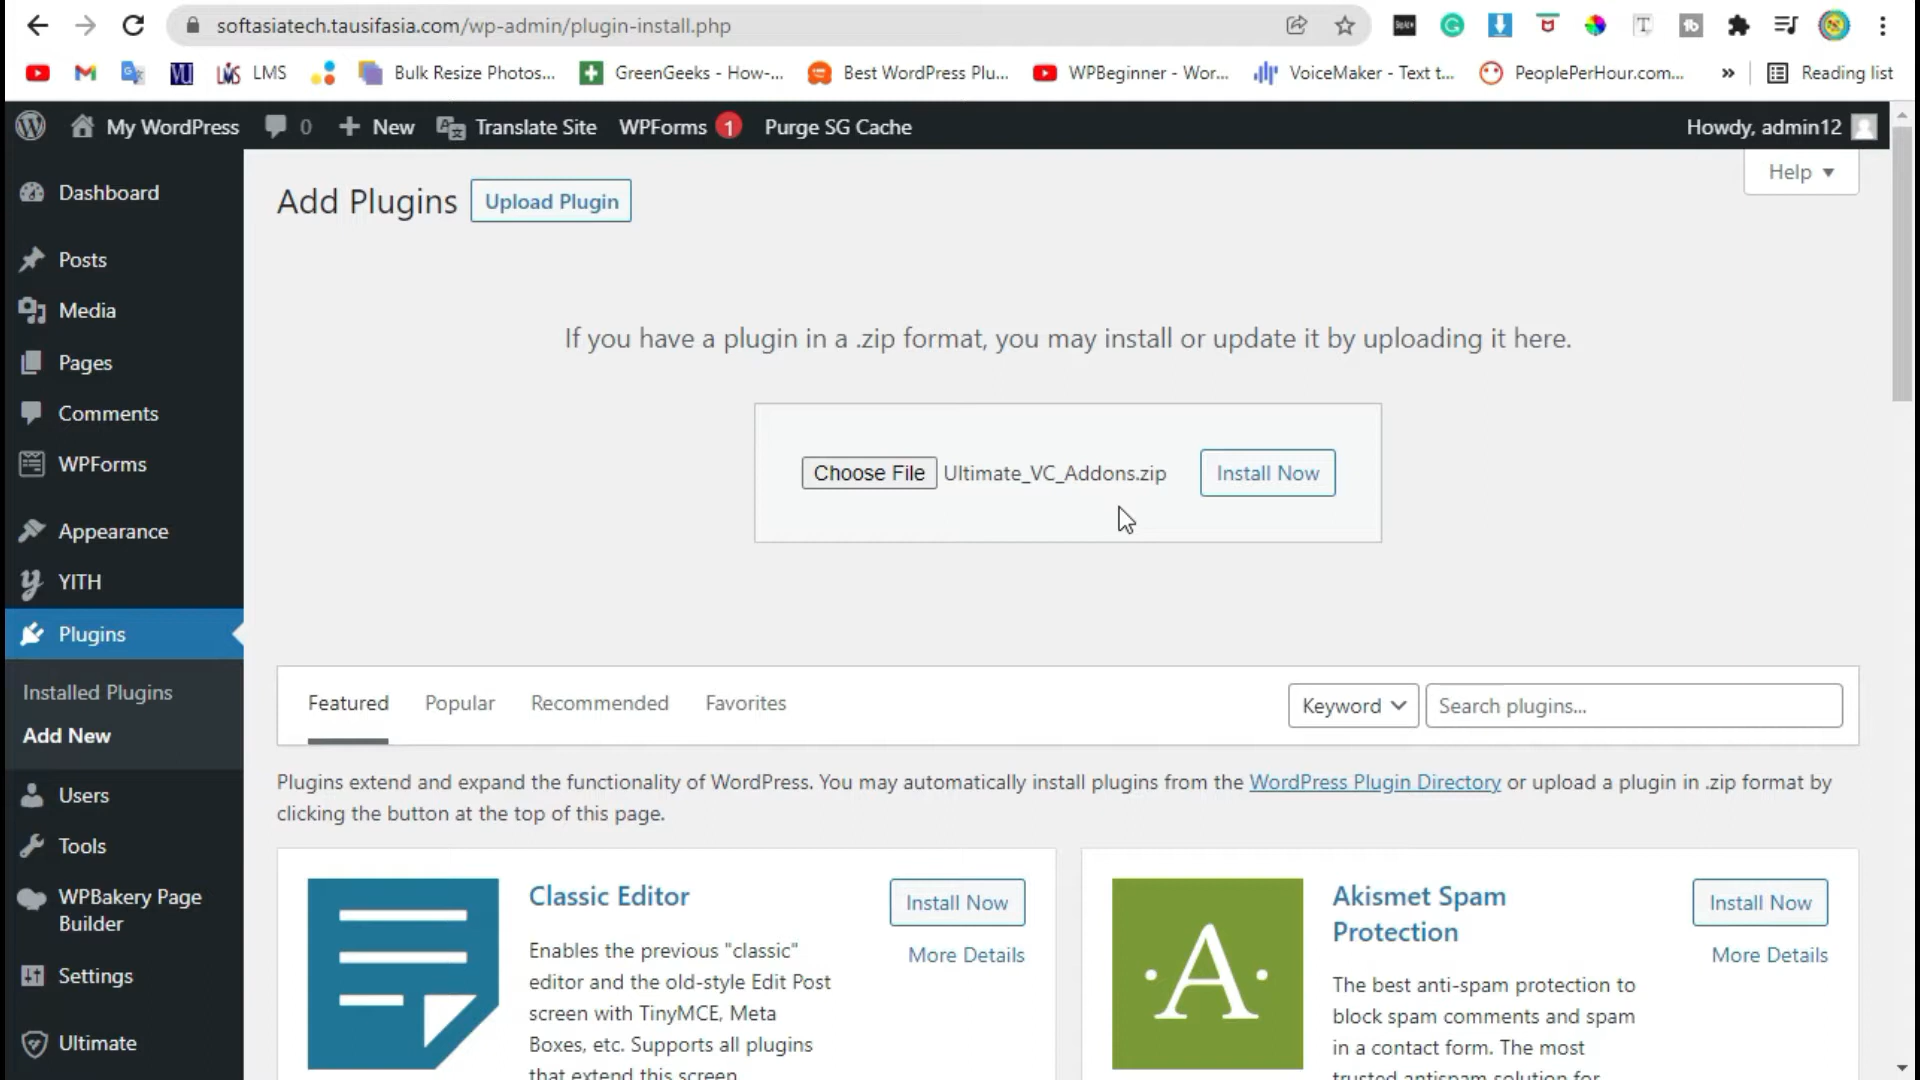 softasiatech.tausifasia.com/wp-admin/plugin-install.php
LMS
Bulk Resize Photos...
GreenGeeks - How-...
Best WordPress Plu...
WPBeginner - Wor...
VoiceMaker - Text t...
PeoplePerHour.com...
»
Reading list
My WordPress
0
New
Translate Site
WPForms 1
Purge SG Cache
Howdy, admin12
Dashboard
Posts
Media
Pages
Comments
WPForms
Appearance
YITH
Plugins
Installed Plugins
Add New
Users
Tools
WPBakery Page
Builder
Settings
Ultimate
Help
Add Plugins
Upload Plugin
If you have a plugin in a .zip format, you may install or update it by uploading it here.
Choose File Ultimate_VC_Addons.zip
Install Now
Featured
Popular
Recommended
Favorites
Keyword
Search plugins...
Plugins extend and expand the functionality of WordPress. You may automatically install plugins from the WordPress Plugin Directory or upload a plugin in .zip format by
clicking the button at the top of this page.
Classic Editor
Install Now
More Details
Enables the previous "classic"
editor and the old-style Edit Post
screen with TinyMCE, Meta
Boxes, etc. Supports all plugins
that extend this screen.
A
Akismet Spam
Protection
Install Now
More Details
The best anti-spam protection to
block spam comments and spam
in a contact form. The most
trusted antispam solution for